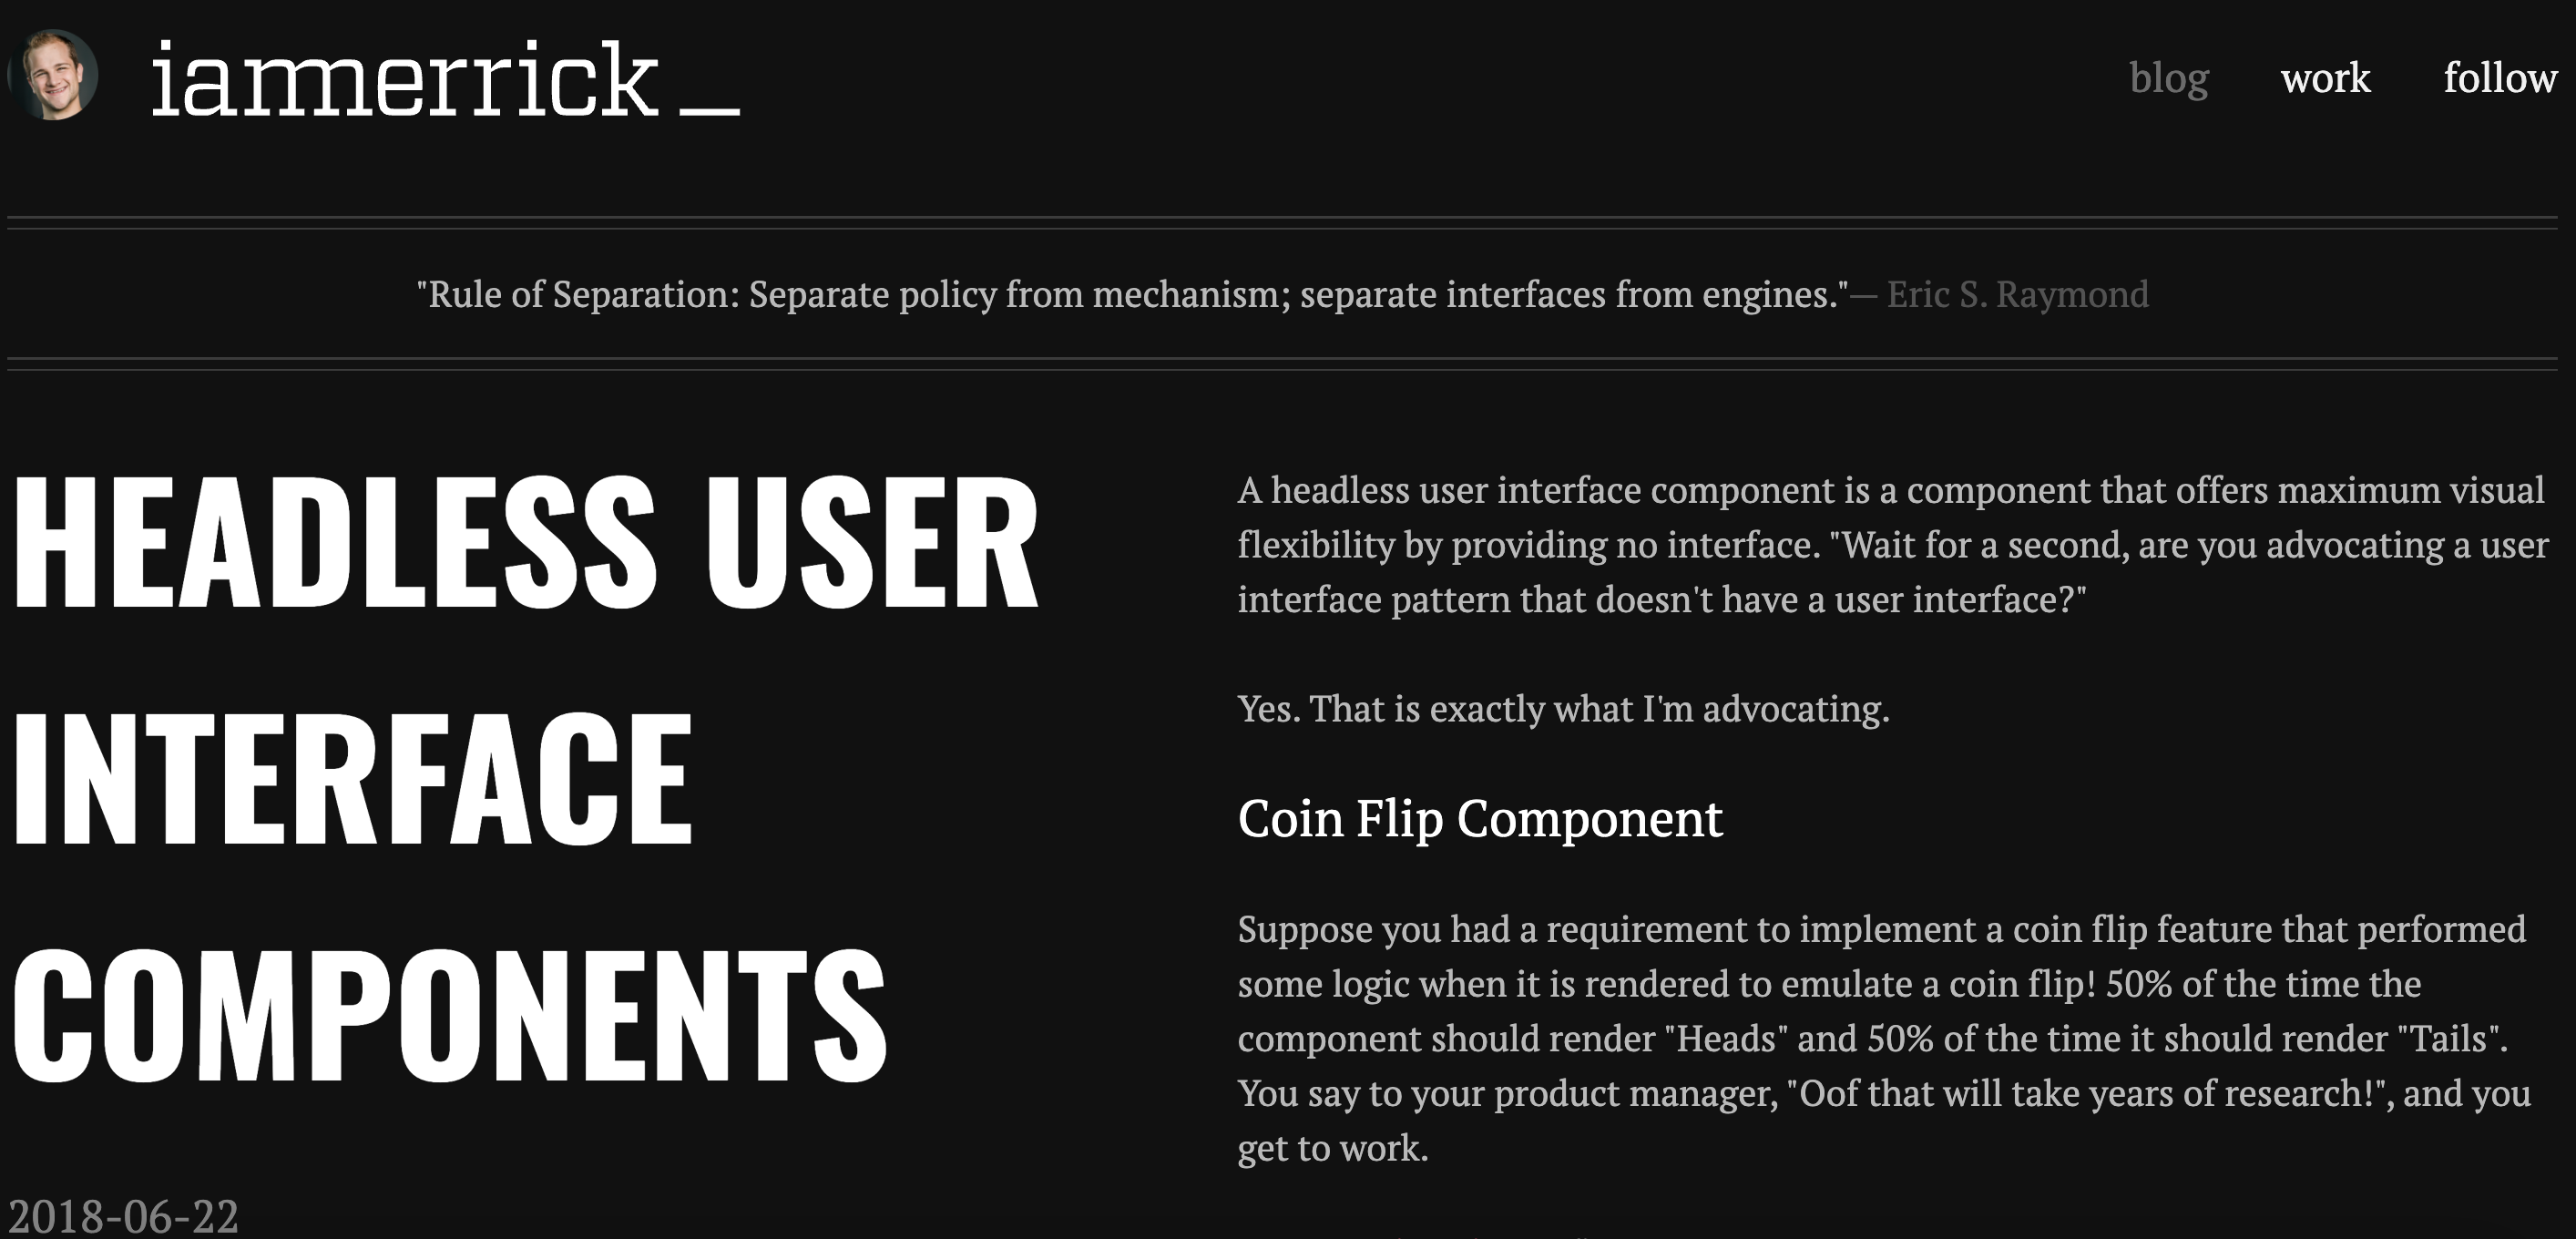 iammerrick _
blog work follow
"Rule of Separation: Separate policy from mechanism; separate interfaces from engines."— Eric S. Raymond
HEADLESS USER
INTERFACE
COMPONENTS
2018-06-22
A headless user interface component is a component that offers maximum visual
flexibility by providing no interface. "Wait for a second, are you advocating a user
interface pattern that doesn't have a user interface?"
Yes. That is exactly what I'm advocating.
Coin Flip Component
Suppose you had a requirement to implement a coin flip feature that performed
some logic when it is rendered to emulate a coin flip! 50% of the time the
component should render "Heads" and 50% of the time it should render "Tails".
You say to your product manager, "Oof that will take years of research!", and you
get to work.